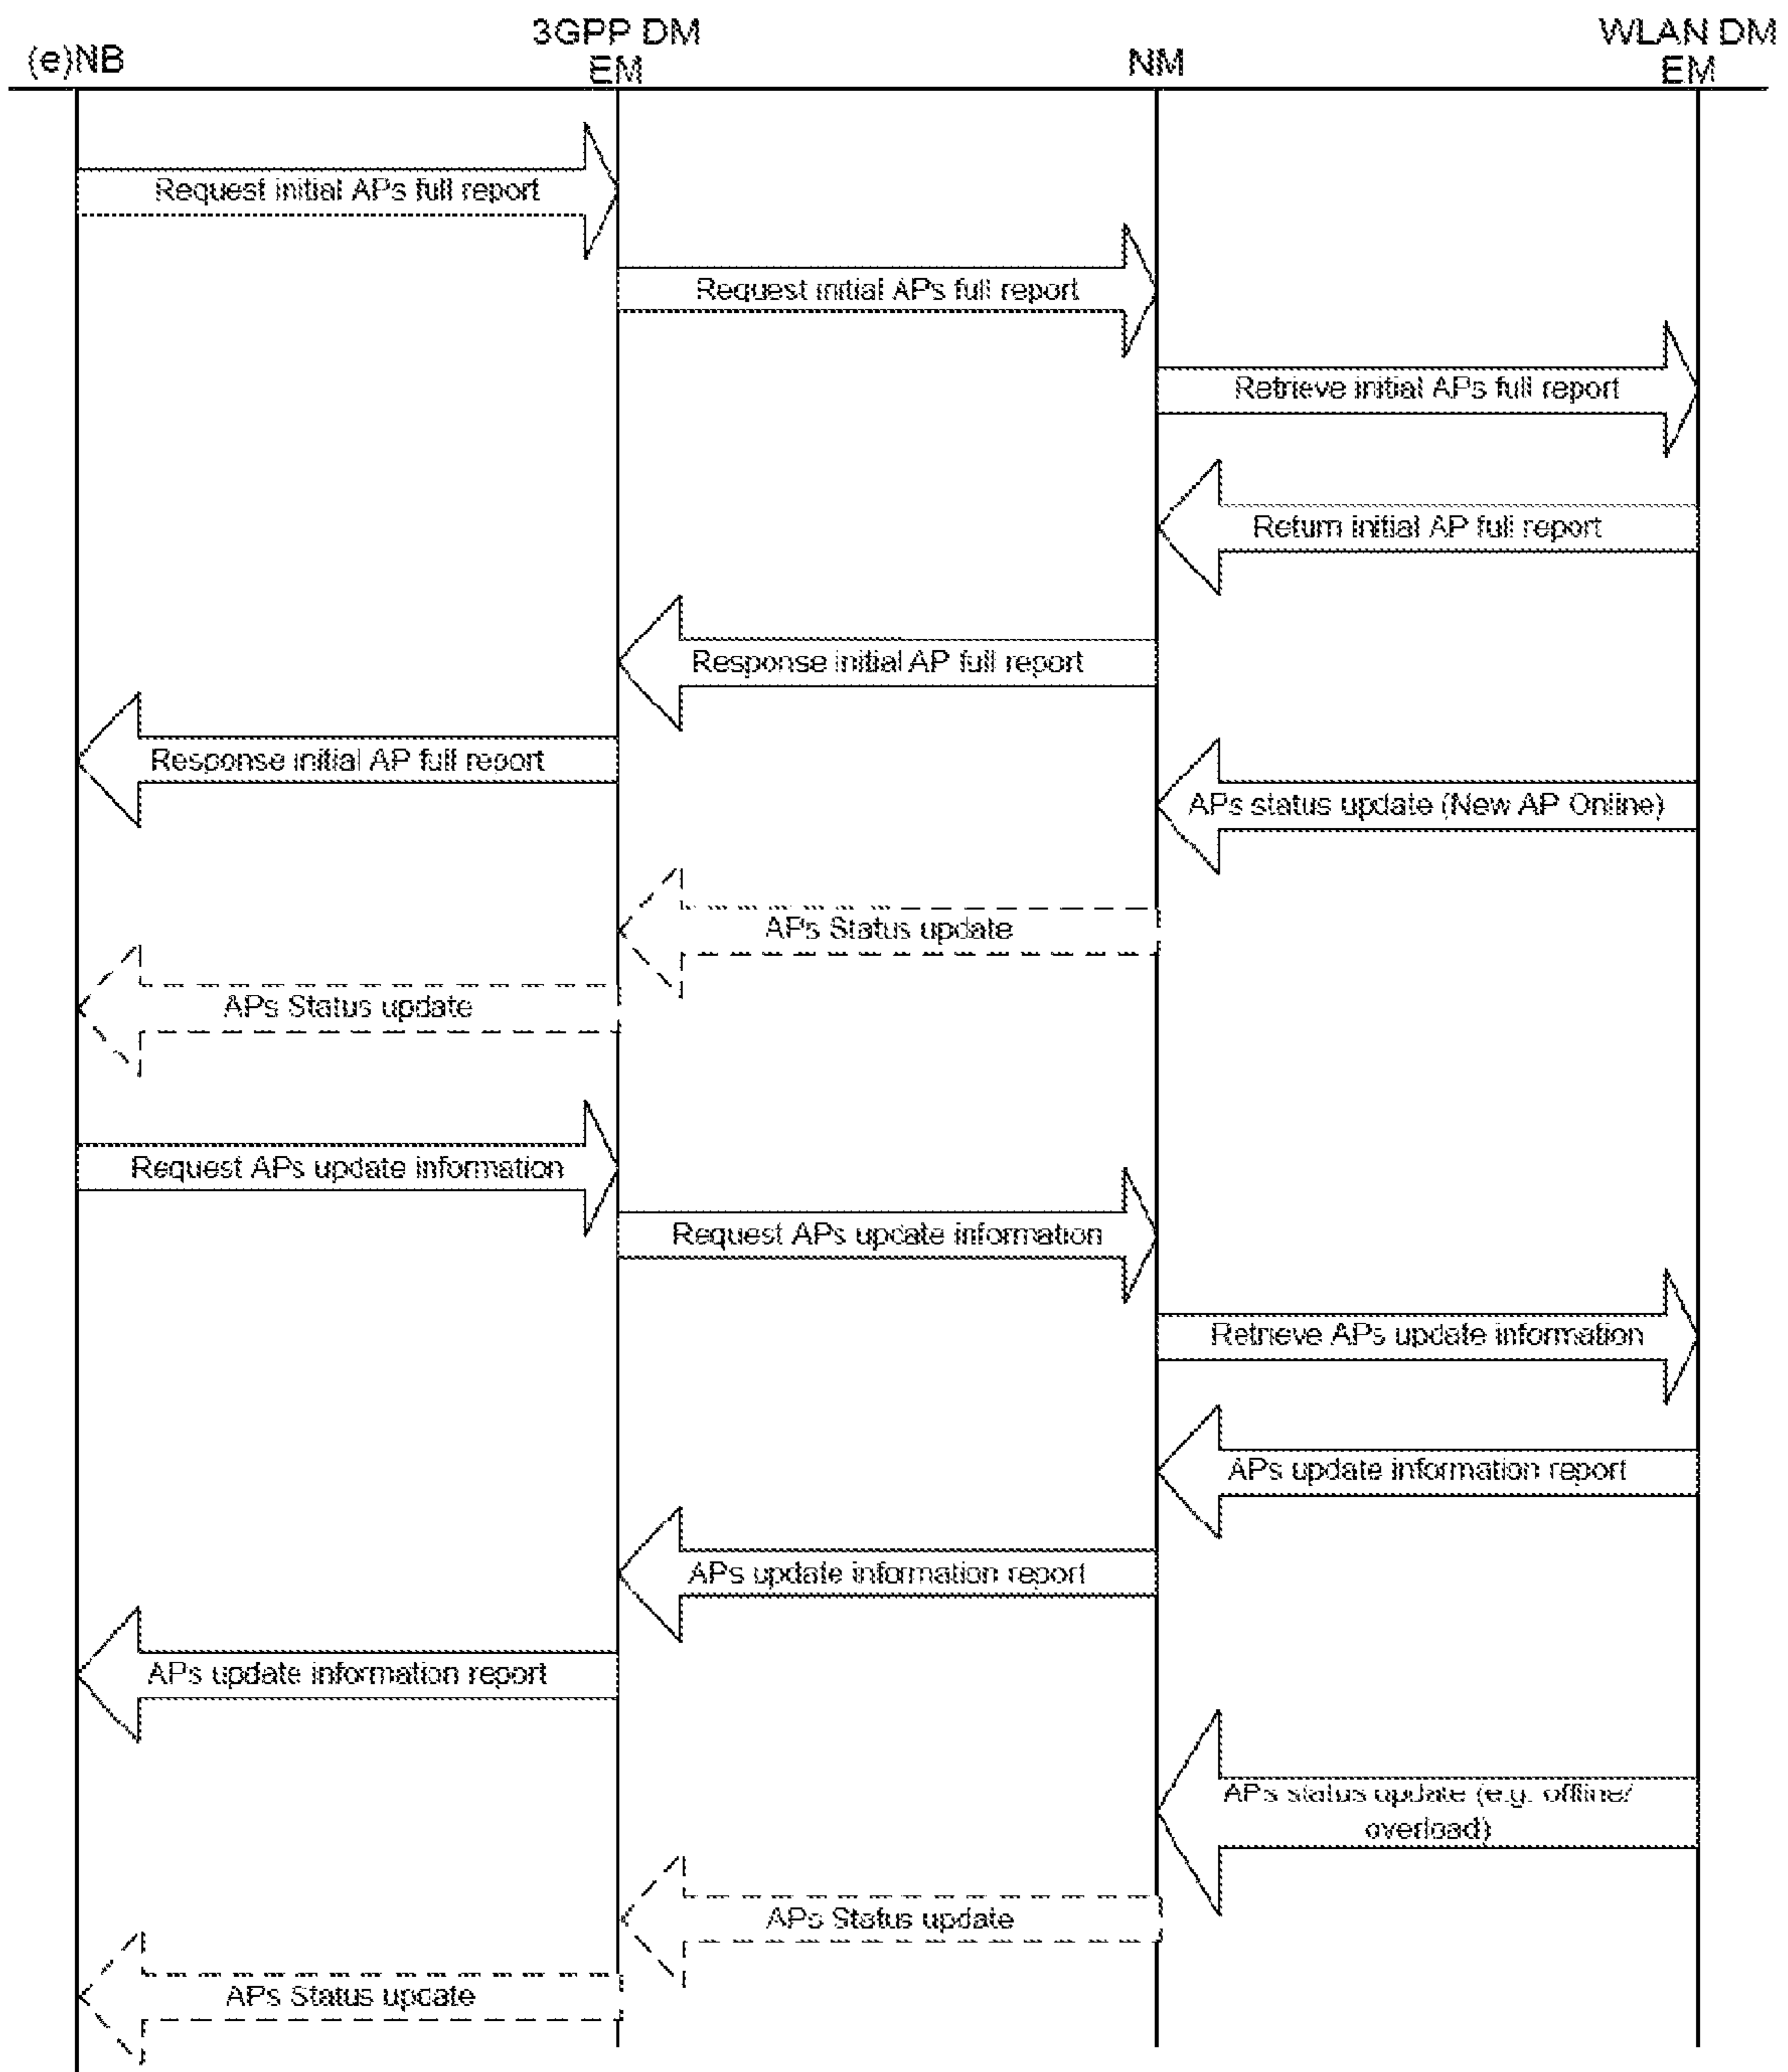 (e)NB
3GPP DM
EM
NM
WLAN DM
EM
Request initial APs full report
Request initial APs full report
Retrieve initial APs full report
Return initial AP full report
Response initial AP full report
Response initial AP full report
APs status update (New AP Online)
APs Status update
APs Status update
Request APs update information
Request APs update information
Retrieve APs update information
APs update information report
APs update information report
APs update information report
APs status update (e.g. offline/
overload)
APs Status update
APs Status update